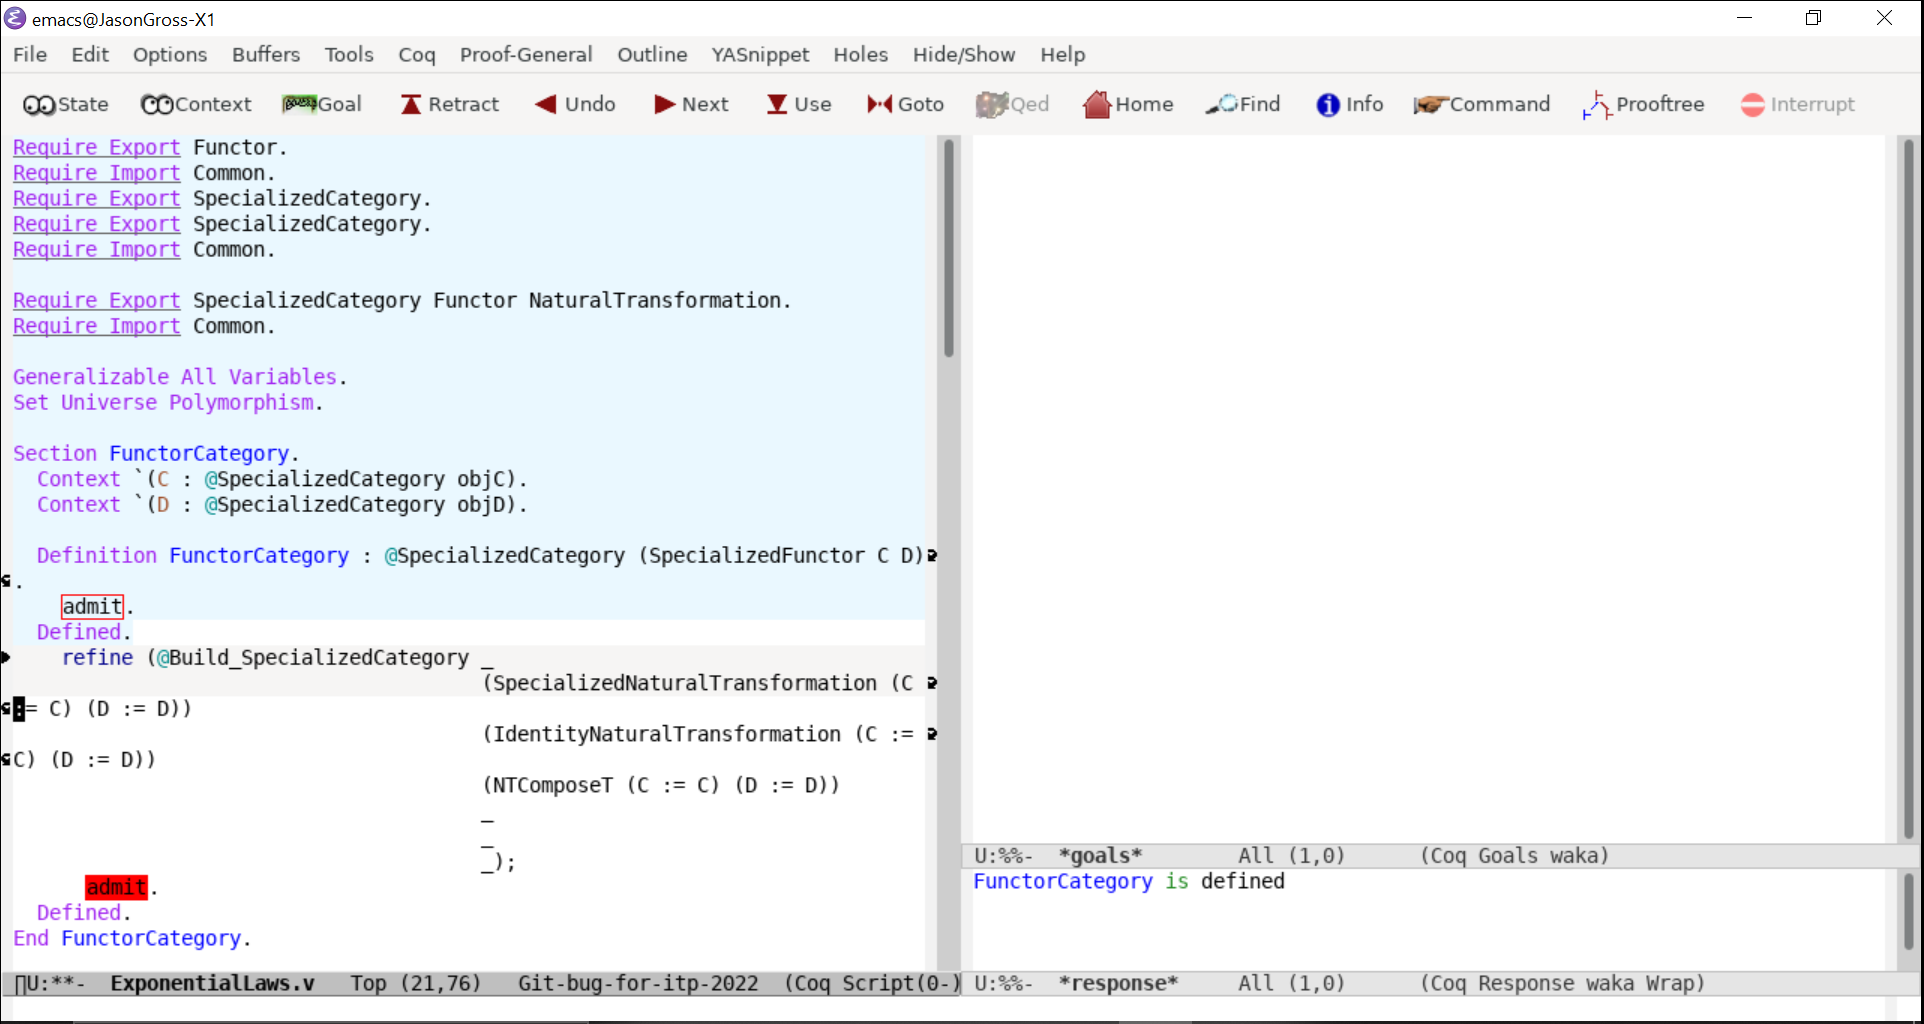 emacs@JasonGross-X1
File Edit Options Buffers Tools Coq Proof-General Outline YASnippet Holes Hide/Show Help
State Context Goal Retract Undo Next Use Goto Qed Home Find Info Command Prooftree Interrupt
Require Export Functor.
Require Import Common.
Require Export SpecializedCategory.
Require Export SpecializedCategory.
Require Import Common.
Require Export SpecializedCategory Functor NaturalTransformation.
Require Import Common.
Generalizable All Variables.
Set Universe Polymorphism.
Section FunctorCategory.
Context `(C : @SpecializedCategory objC).
Context `(D : @SpecializedCategory objD).
Definition FunctorCategory : @SpecializedCategory (SpecializedFunctor C D)
.
admit.
Defined.
refine (@Build_SpecializedCategory _
(SpecializedNaturalTransformation (C
:= C) (D := D))
(IdentityNaturalTransformation (C :=
C) (D := D))
(NTComposeT (C := C) (D := D))
_
_
_);
admit.
Defined.
End FunctorCategory.
U:**- ExponentialLaws.v Top (21,76) Git-bug-for-itp-2022 (Coq Script(0-)
U:%%- *goals* All (1,0) (Coq Goals waka)
FunctorCategory is defined
U:%%- *response* All (1,0) (Coq Response waka Wrap)